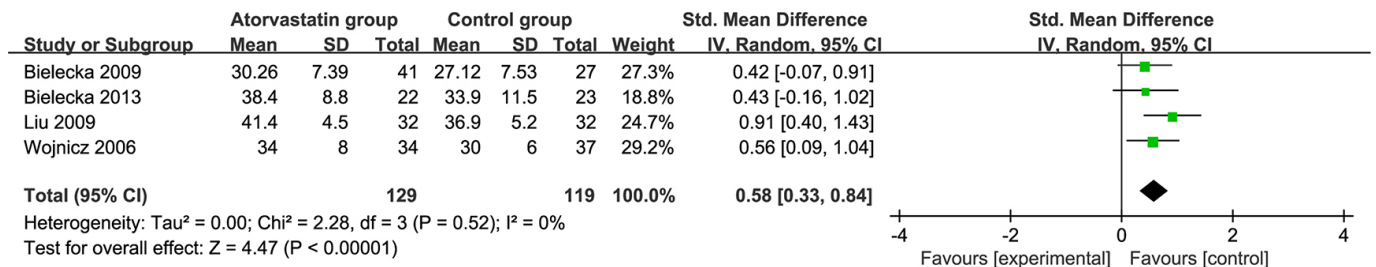 Atorvastatin group Control group Std. Mean Difference Std. Mean Difference
Study or Subgroup Mean SD Total Mean SD Total Weight IV, Random, 95% CI IV, Random, 95% CI
Bielecka 2009 30.26 7.39 41 27.12 7.53 27 27.3% 0.42 [-0.07, 0.91]
Bielecka 2013 38.4 8.8 22 33.9 11.5 23 18.8% 0.43 [-0.16, 1.02]
Liu 2009 41.4 4.5 32 36.9 5.2 32 24.7% 0.91 [0.40, 1.43]
Wojnicz 2006 34 8 34 30 6 37 29.2% 0.56 [0.09, 1.04]
Total (95% CI) 129 119 100.0% 0.58 [0.33, 0.84]
Heterogeneity: Tau² = 0.00; Chi² = 2.28, df = 3 (P = 0.52); I² = 0%
Test for overall effect: Z = 4.47 (P < 0.00001)
-4 -2 0 2 4
Favours [experimental] Favours [control]